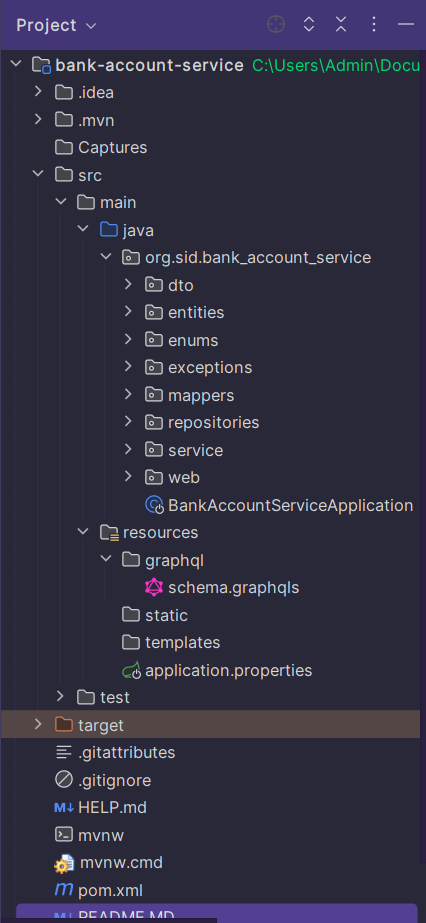 Project
bank-account-service C:\Users\Admin\Docu
.idea
.mvn
Captures
src
main
java
org.sid.bank_account_service
dto
entities
enums
exceptions
mappers
repositories
service
web
BankAccountServiceApplication
resources
graphql
schema.graphqls
static
templates
application.properties
test
target
.gitattributes
.gitignore
M↓ HELP.md
mvnw
mvnw.cmd
m pom.xml
M↓ README.MD